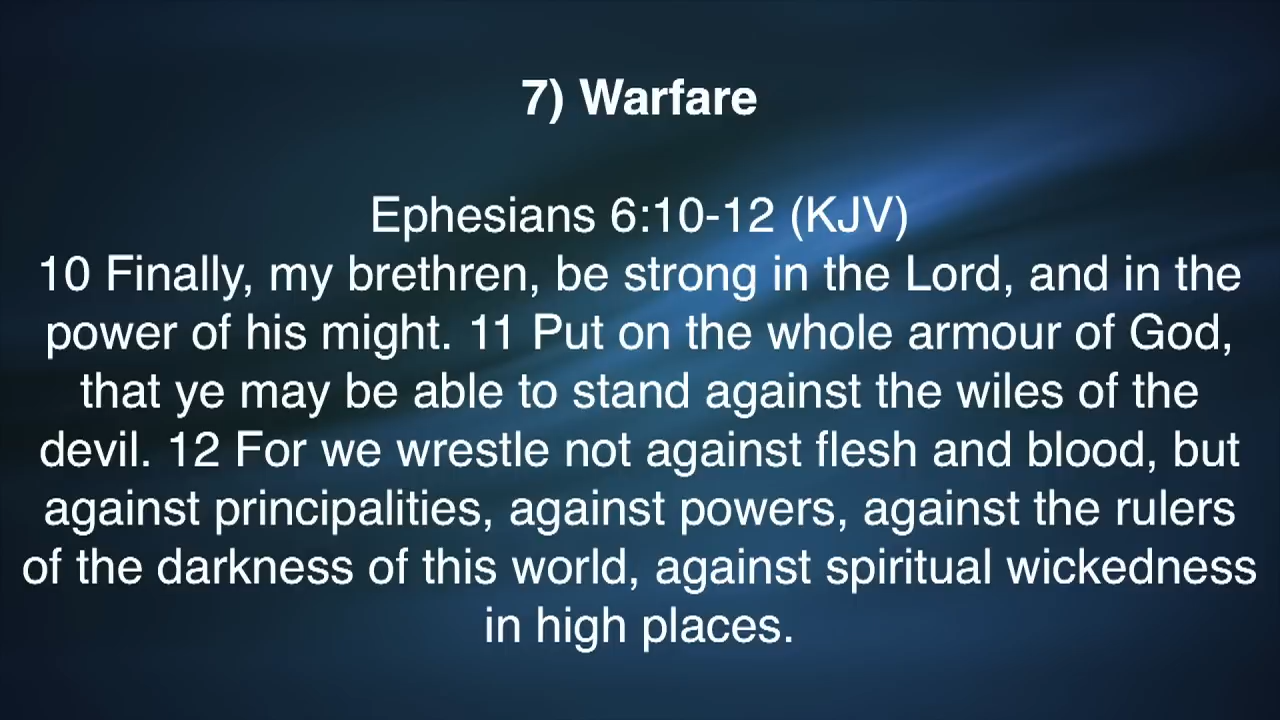 7) Warfare
Ephesians 6:10-12 (KJV)
10 Finally, my brethren, be strong in the Lord, and in the
power of his might. 11 Put on the whole armour of God,
that ye may be able to stand against the wiles of the
devil. 12 For we wrestle not against flesh and blood, but
against principalities, against powers, against the rulers
of the darkness of this world, against spiritual wickedness
in high places.